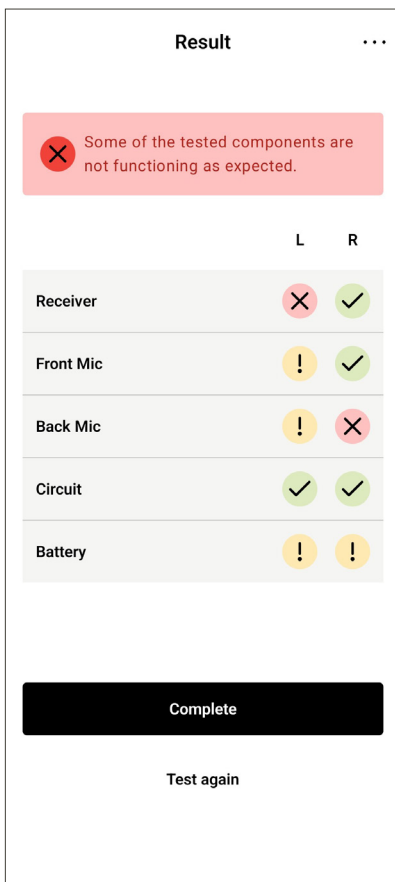 Result
Some of the tested components are
not functioning as expected.
L R
Receiver
Front Mic
Back Mic
Circuit
Battery
Complete
Test again